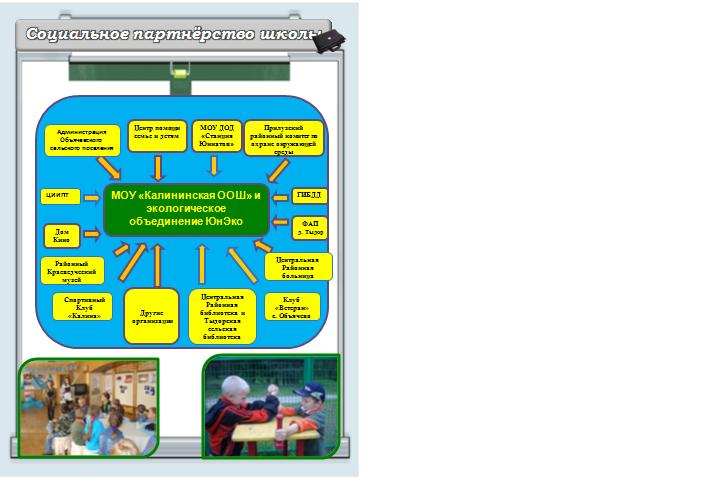 Социальное партнёрство школы
Администрация
Объячевского
сельского поселения
Центр помощи
семье и детям
МОУ ДОД
«Станция
Юннатов»
Прилузский
районный комитет по
охране окружающей
среды
ЦИИПТ
МОУ «Калининская ООШ» и
экологическое
объединение ЮнЭко
ГИБДД
Дом
Кино
ФАП
з. Тыдор
Районный
Краеведческий
музей
Центральная
Районная
больница
Спортивный
Клуб
«Калина»
Другие
организации
Центральная
Районная
библиотека и
Тыдорская
сельская
библиотека
Клуб
«Ветеран»
с. Объячево